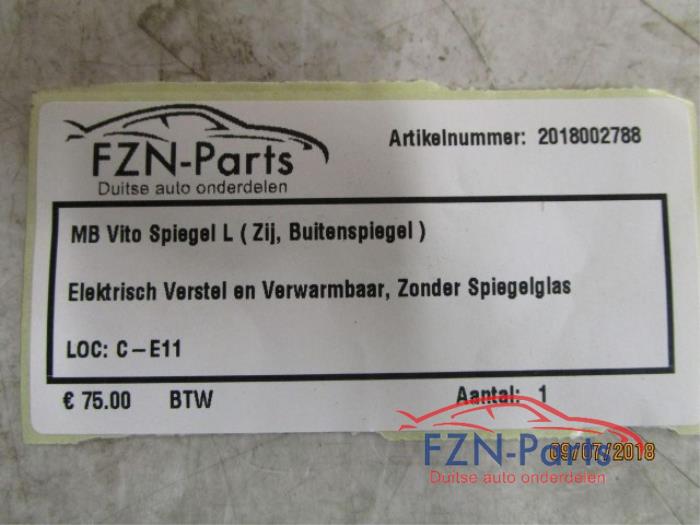 FZN-Parts
Duitse auto onderdelen
Artikelnummer: 2018002788
MB Vito Spiegel L ( Zij, Buitenspiegel )
Elektrisch Verstel en Verwarmbaar, Zonder Spiegelglas
LOC: C-E11
€ 75.00 BTW Aantal: 1
09/07/2018
FZN-Parts
Duitse auto onderdelen